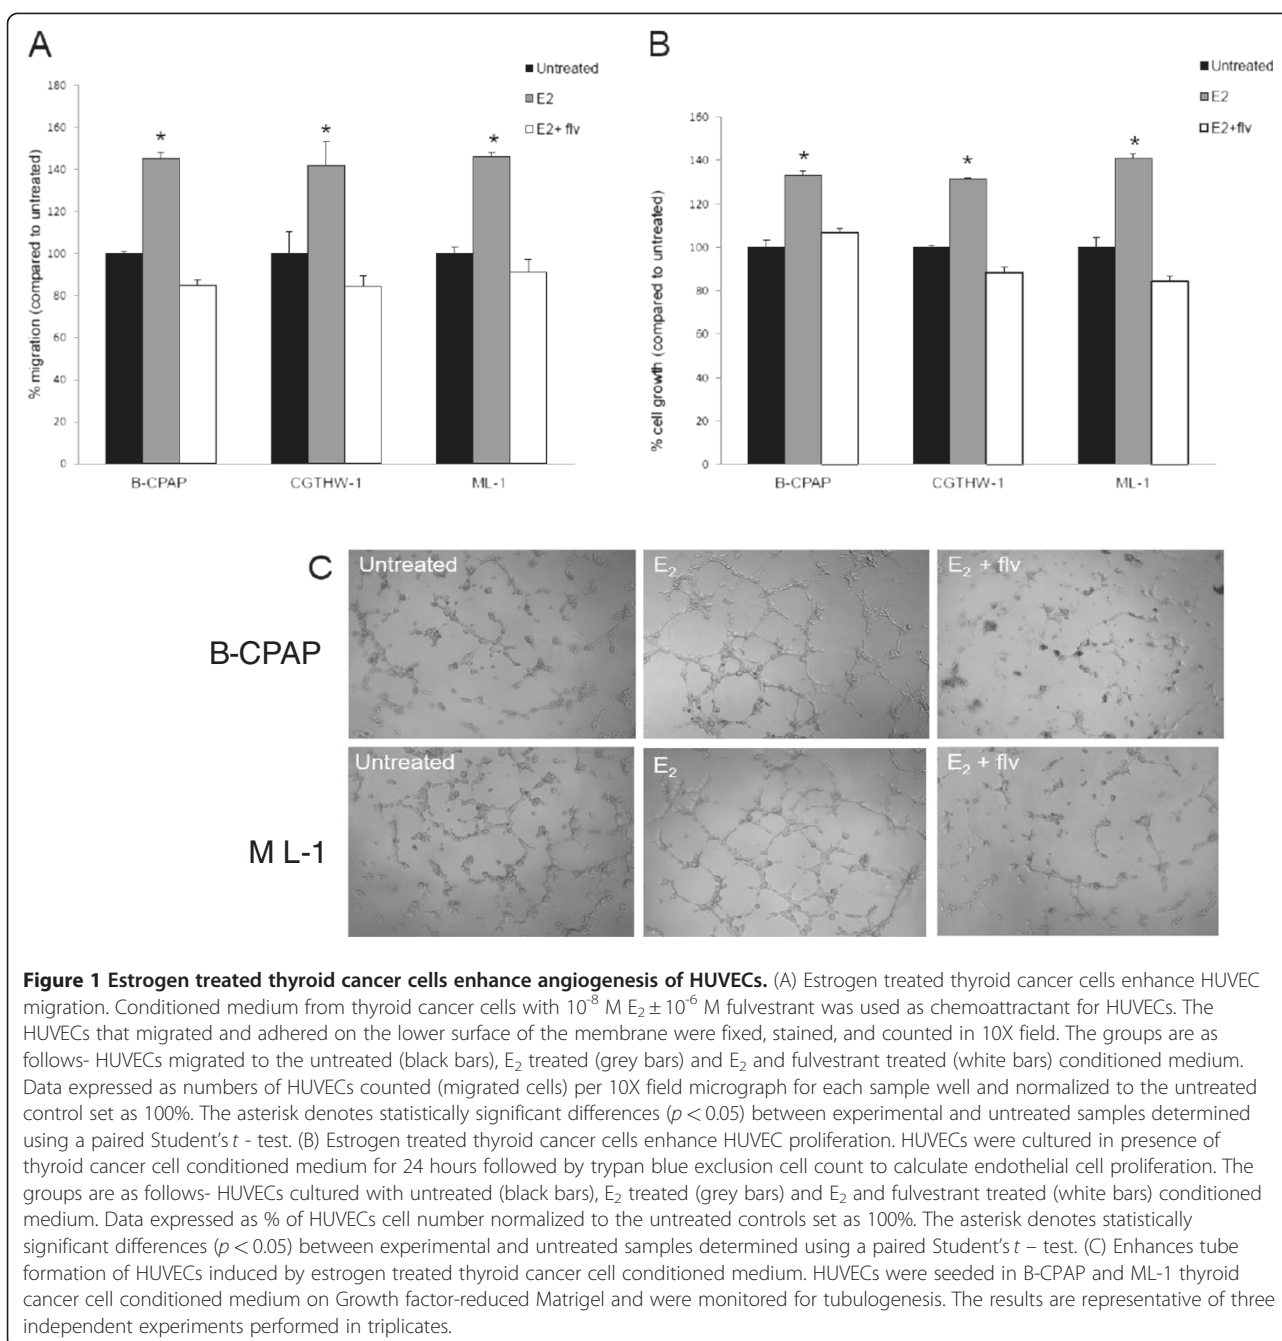 A
Untreated
E2
E2+ flv
% migration (compared to untreated)
180
160
140
120
100
80
60
40
20
0
*
*
*
B-CPAP
CGTHW-1
ML-1
B
Untreated
E2
E2+flv
% cell growth (compared to untreated)
180
160
140
120
100
80
60
40
20
0
*
*
*
B-CPAP
CGTHW-1
ML-1
C
Untreated
E₂
E₂ + flv
B-CPAP
Untreated
E₂
E₂ + flv
M L-1
Figure 1 Estrogen treated thyroid cancer cells enhance angiogenesis of HUVECs. (A) Estrogen treated thyroid cancer cells enhance HUVEC
migration. Conditioned medium from thyroid cancer cells with 10⁻⁸ M E₂ ± 10⁻⁶ M fulvestrant was used as chemoattractant for HUVECs. The
HUVECs that migrated and adhered on the lower surface of the membrane were fixed, stained, and counted in 10X field. The groups are as
follows- HUVECs migrated to the untreated (black bars), E₂ treated (grey bars) and E₂ and fulvestrant treated (white bars) conditioned medium.
Data expressed as numbers of HUVECs counted (migrated cells) per 10X field micrograph for each sample well and normalized to the untreated
control set as 100%. The asterisk denotes statistically significant differences (p < 0.05) between experimental and untreated samples determined
using a paired Student's t - test. (B) Estrogen treated thyroid cancer cells enhance HUVEC proliferation. HUVECs were cultured in presence of
thyroid cancer cell conditioned medium for 24 hours followed by trypan blue exclusion cell count to calculate endothelial cell proliferation. The
groups are as follows- HUVECs cultured with untreated (black bars), E₂ treated (grey bars) and E₂ and fulvestrant treated (white bars) conditioned
medium. Data expressed as % of HUVECs cell number normalized to the untreated controls set as 100%. The asterisk denotes statistically
significant differences (p < 0.05) between experimental and untreated samples determined using a paired Student's t – test. (C) Enhances tube
formation of HUVECs induced by estrogen treated thyroid cancer cell conditioned medium. HUVECs were seeded in B-CPAP and ML-1 thyroid
cancer cell conditioned medium on Growth factor-reduced Matrigel and were monitored for tubulogenesis. The results are representative of three
independent experiments performed in triplicates.